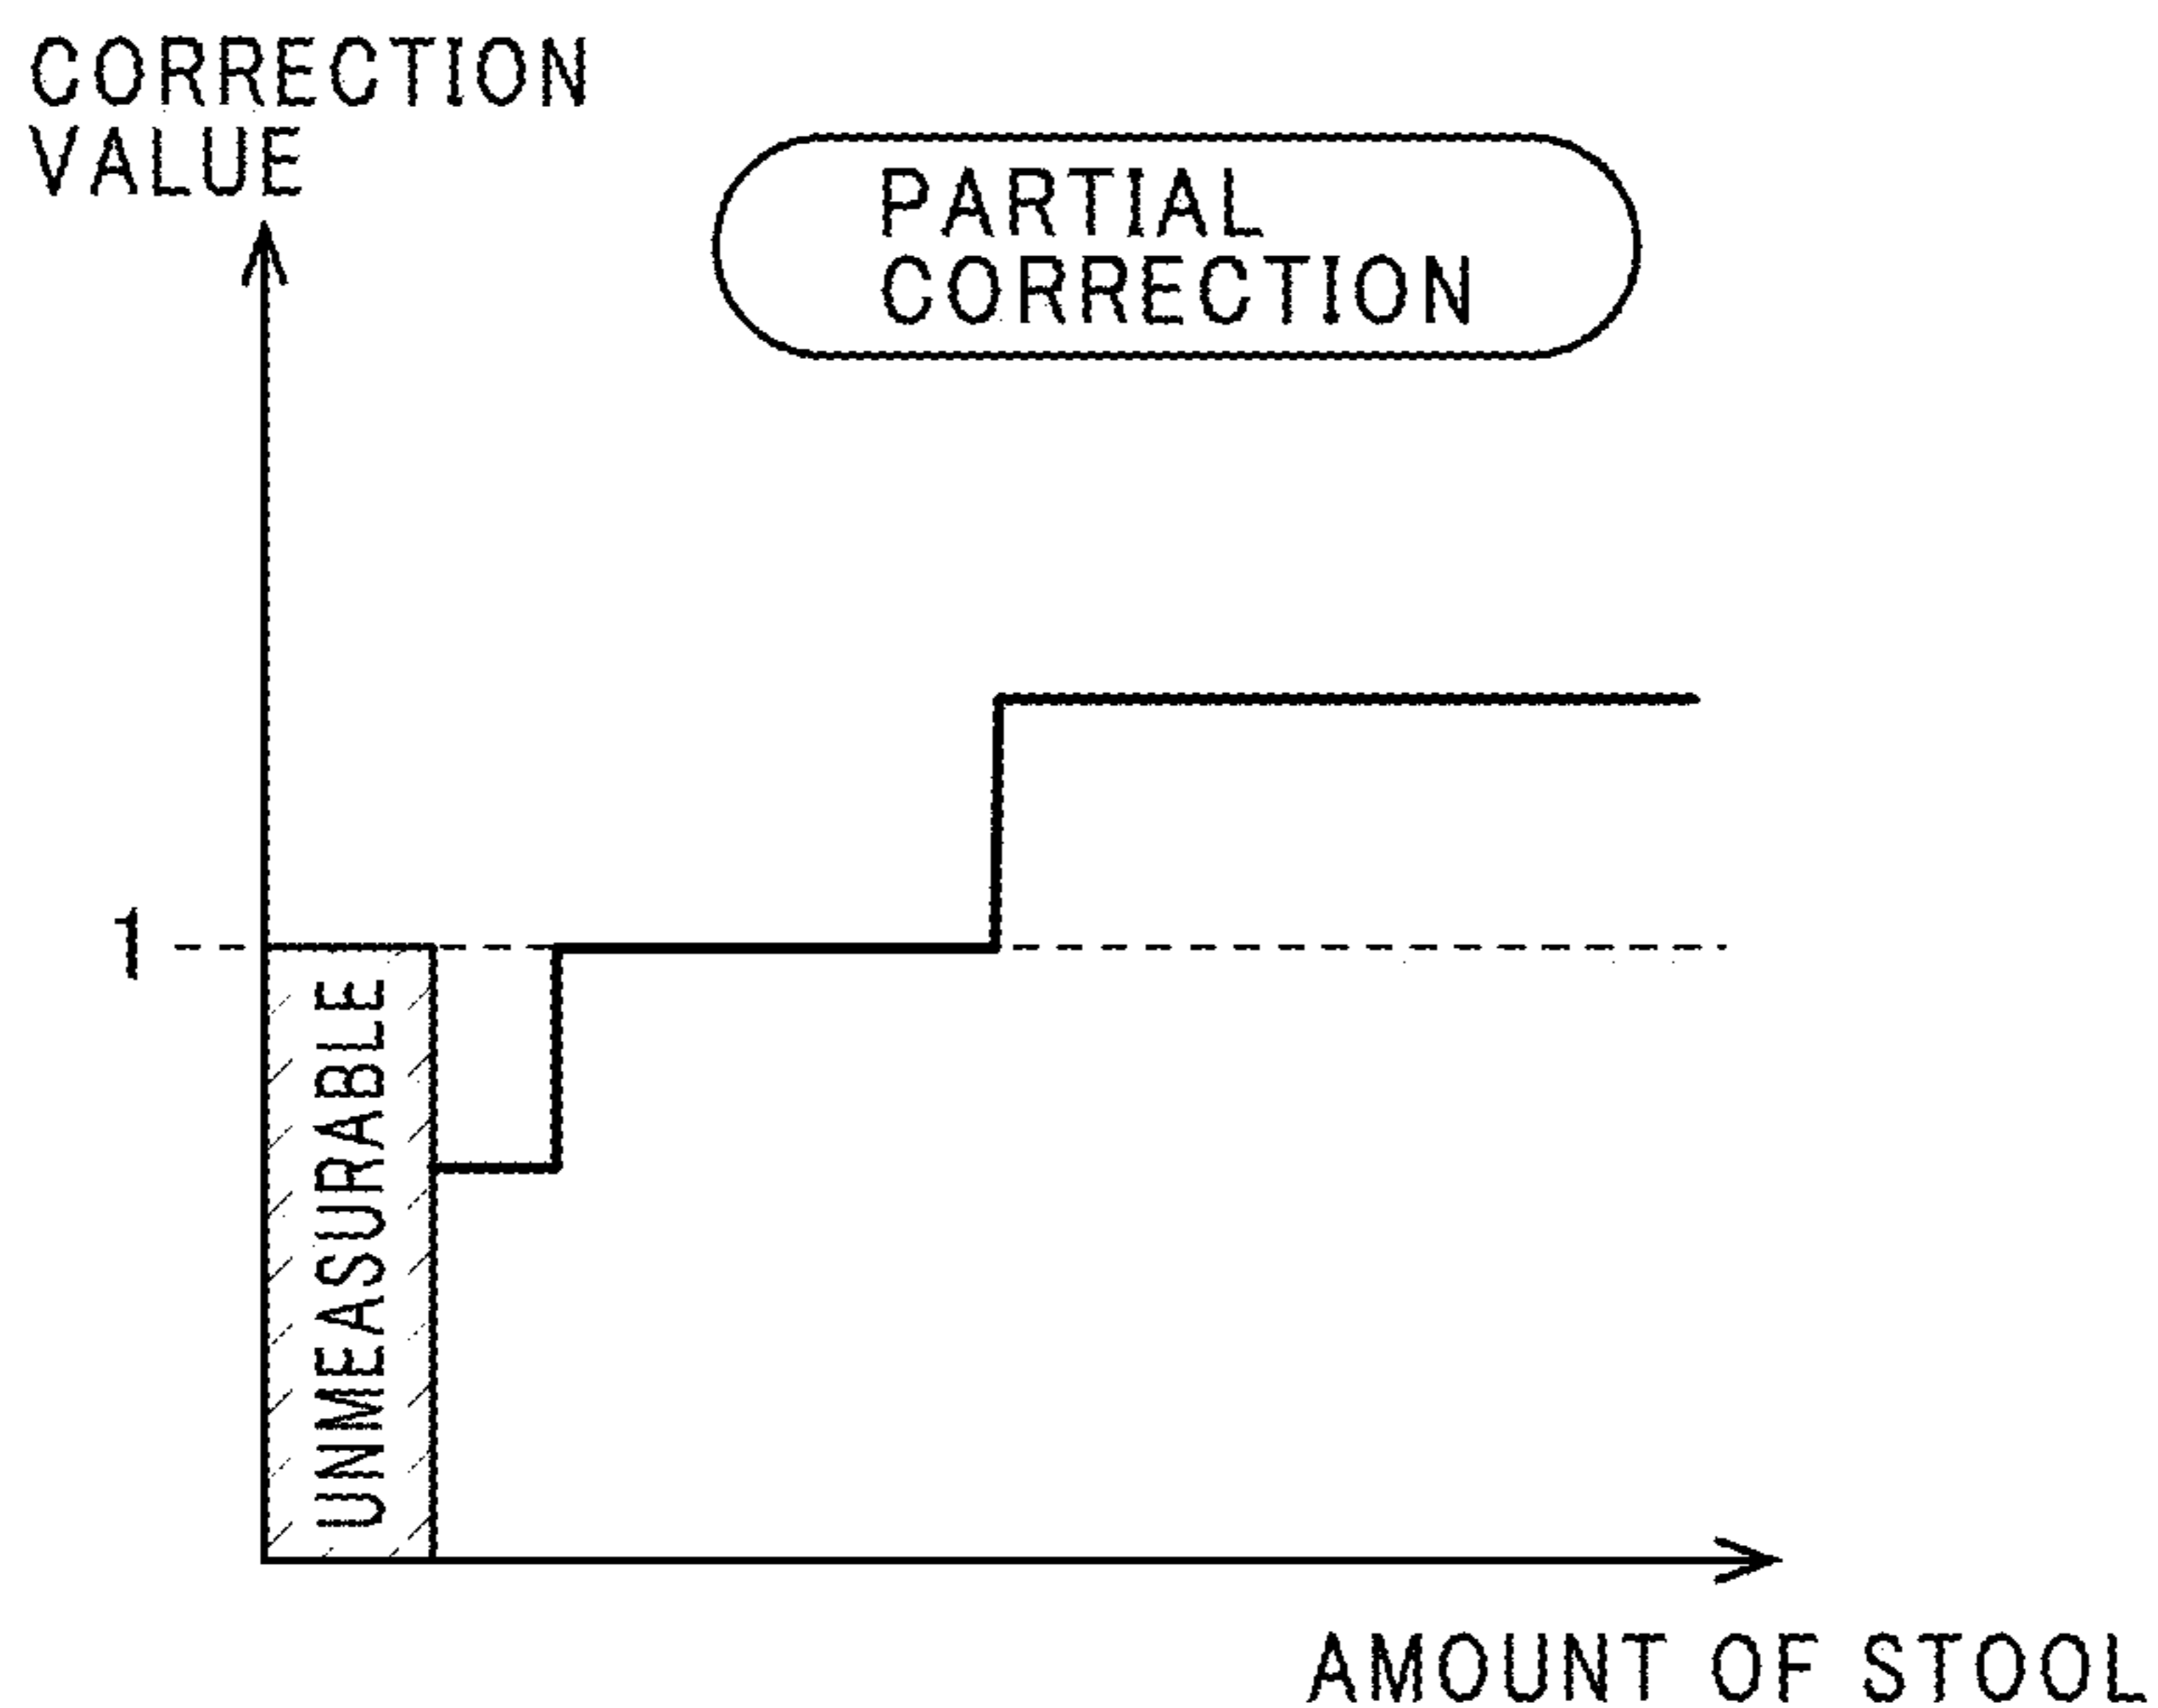 CORRECTION
VALUE
PARTIAL
CORRECTION
1
UNMEASURABLE
AMOUNT OF STOOL